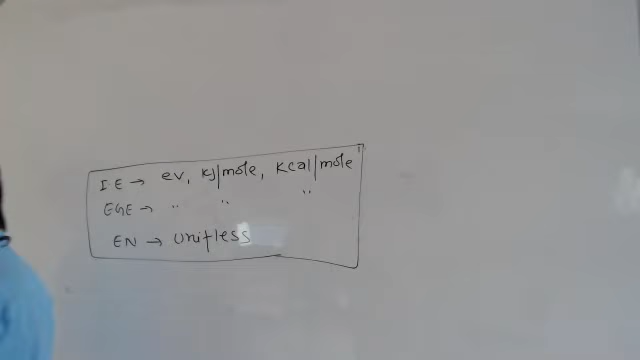 IE → ev, KJ/mole, Kcal/mole
EGE → " " "
EN → Unitless